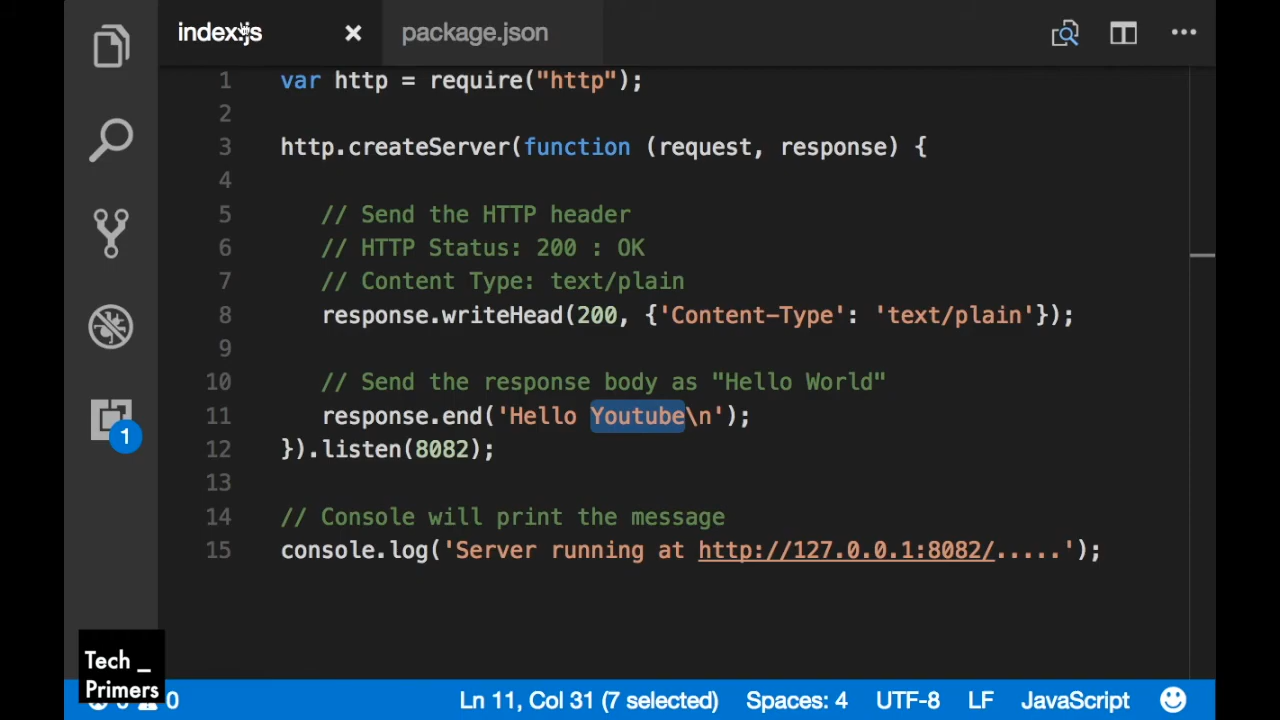 index.js
package.json
1 var http = require("http");
2
3 http.createServer(function (request, response) {
4
5 // Send the HTTP header
6 // HTTP Status: 200 : OK
7 // Content Type: text/plain
8 response.writeHead(200, {'Content-Type': 'text/plain'});
9
10 // Send the response body as "Hello World"
11 response.end('Hello Youtube\n');
12 }).listen(8082);
13
14 // Console will print the message
15 console.log('Server running at http://127.0.0.1:8082/.....');
1
Tech _
Primers
0 Ln 11, Col 31 (7 selected) Spaces: 4 UTF-8 LF JavaScript